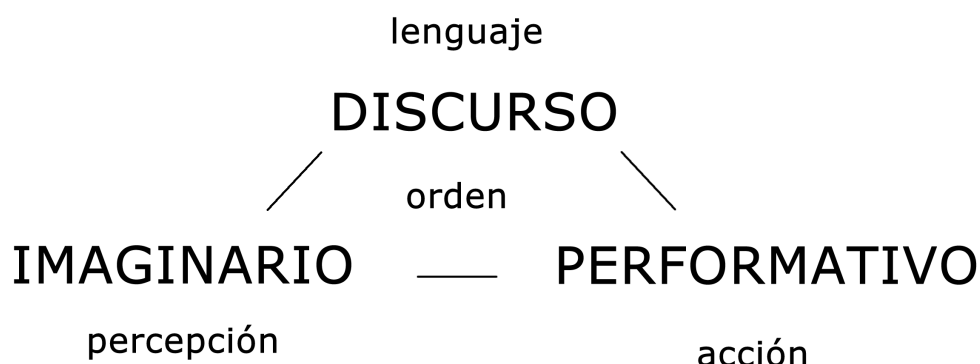 lenguaje
DISCURSO
orden
IMAGINARIO
PERFORMATIVO
percepción
acción